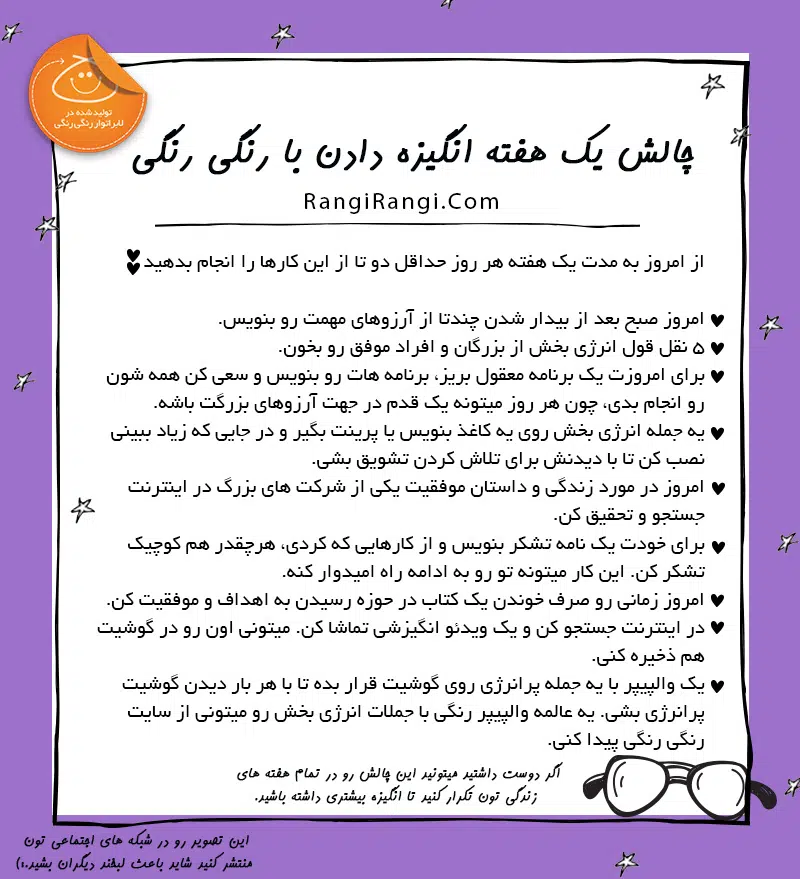 تولید شده در
لابراتوار رنگی رنگی
چالش یک هفته انگیزه دادن با رنگی رنگی
RangiRangi.Com
از امروز به مدت یک هفته هر روز حداقل دو تا از این کارها را انجام بدهید
امروز صبح بعد از بیدار شدن چندتا از آرزوهای مهمت رو بنویس.
۵ نقل قول انرژی بخش از بزرگان و افراد موفق رو بخون.
برای امروزت یک برنامه معقول بریز، برنامه هات رو بنویس و سعی کن همه شون
رو انجام بدی، چون هر روز میتونه یک قدم در جهت آرزوهای بزرگت باشه.
یه جمله انرژی بخش روی یه کاغذ بنویس یا پرینت بگیر و در جایی که زیاد ببینی
نصب کن تا با دیدنش برای تلاش کردن تشویق بشی.
امروز در مورد زندگی و داستان موفقیت یکی از شرکت های بزرگ در اینترنت
جستجو و تحقیق کن.
برای خودت یک نامه تشکر بنویس و از کارهایی که کردی، هرچقدر هم کوچیک
تشکر کن. این کار میتونه تو رو به ادامه راه امیدوار کنه.
امروز زمانی رو صرف خوندن یک کتاب در حوزه رسیدن به اهداف و موفقیت کن.
در اینترنت جستجو کن و یک ویدئو انگیزشی تماشا کن. میتونی اون رو در گوشیت
هم ذخیره کنی.
یک والپیپر با یه جمله پرانرژی روی گوشیت قرار بده تا با هر بار دیدن گوشیت
پرانرژی بشی. یه عالمه والپیپر رنگی با جملات انرژی بخش رو میتونی از سایت
رنگی رنگی پیدا کنی.
اگر دوست داشتید میتونید این چالش رو در تمام هفته های
زندگی تون تکرار کنید تا انگیزه بیشتری داشته باشید.
این تصویر رو در شبکه های اجتماعی تون
منتشر کنید شاید باعث لبخند دیگران بشید.:)